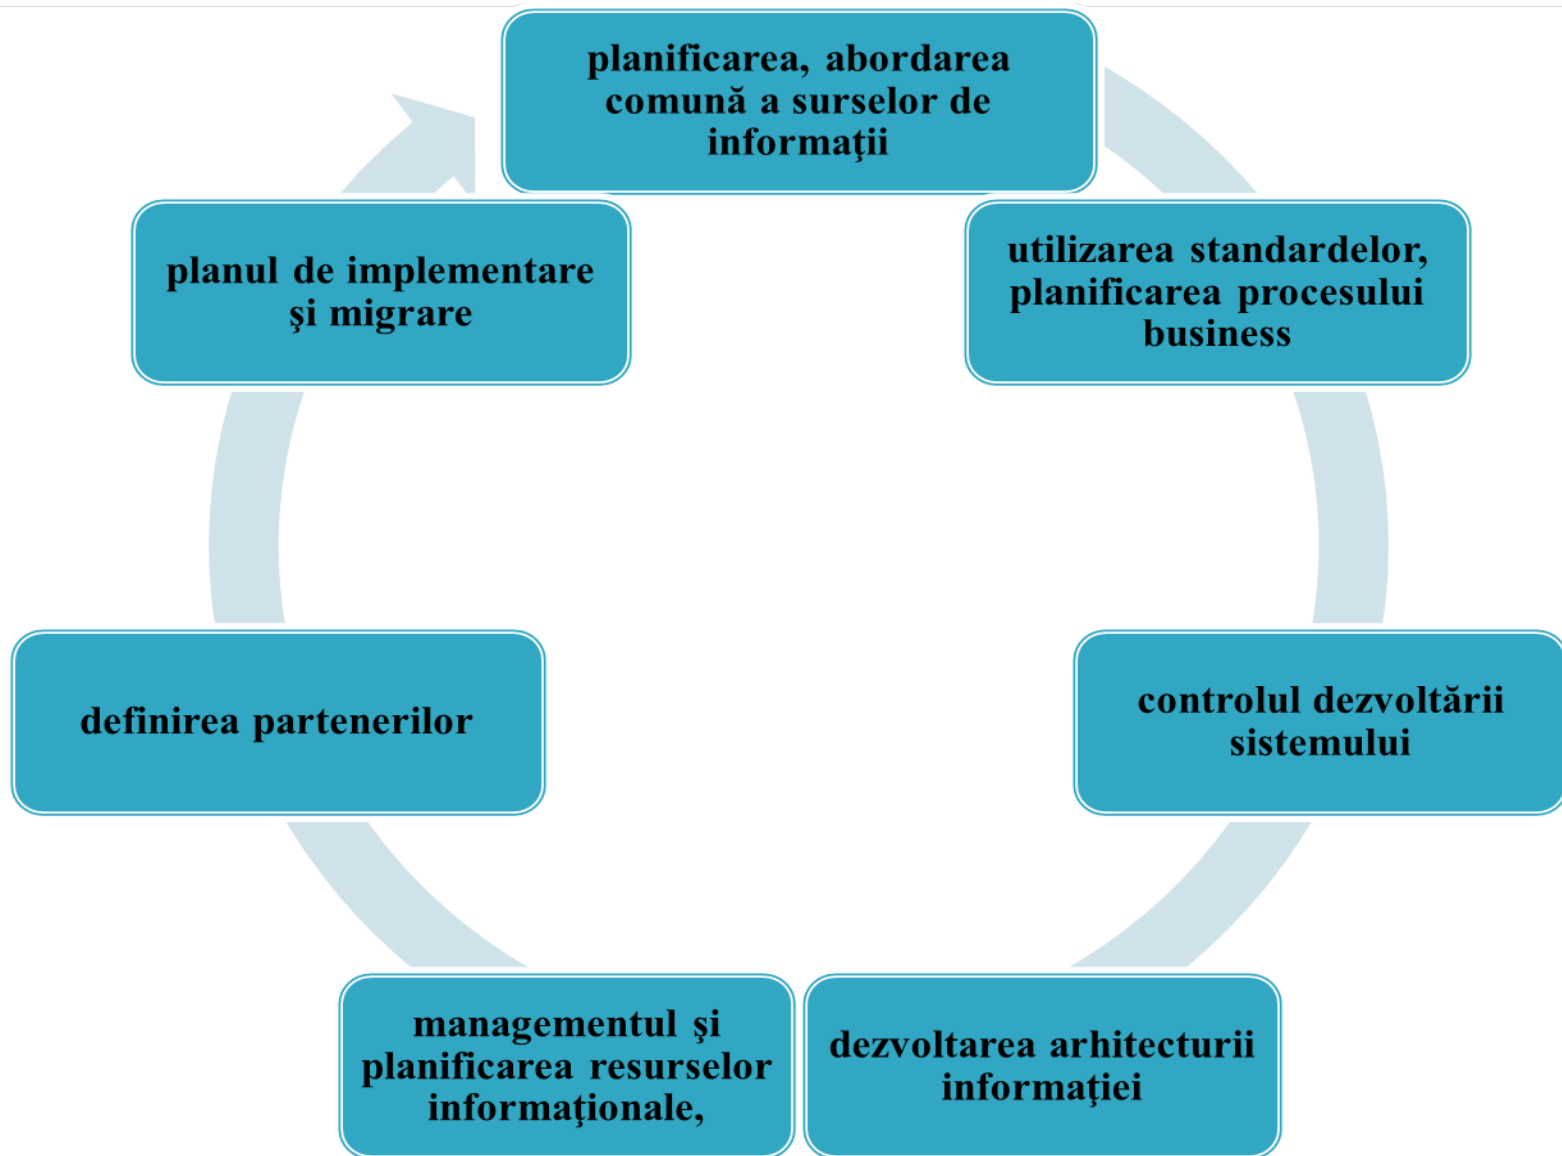 planificarea, abordarea
comună a surselor de
informaţii
utilizarea standardelor,
planificarea procesului
business
controlul dezvoltării
sistemului
dezvoltarea arhitecturii
informaţiei
managementul şi
planificarea resurselor
informaţionale,
definirea partenerilor
planul de implementare
şi migrare